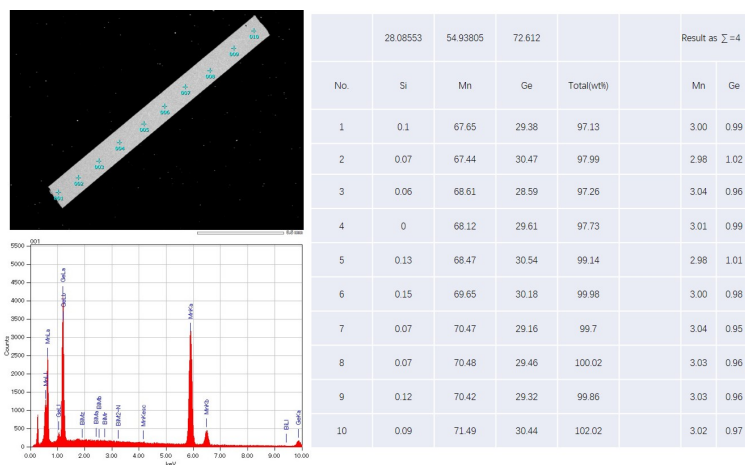 010
009
008
007
006
005
004
003
002
001
001
5500
5000
4500
4000
3500
3000
2500
2000
1500
1000
500
0
Counts
MnLl
MnLa
GeLl
GeLa
GeLb
BiMz
BiMa
BiMb
BiMr
BiM2-N
MnKesc
MnKa
MnKb
BiLl
GeKa
0.00 1.00 2.00 3.00 4.00 5.00 6.00 7.00 8.00 9.00 10.00
keV
28.08553 54.93805 72.612 Result as ∑=4
No. Si Mn Ge Total(wt%) Mn Ge
1 0.1 67.65 29.38 97.13 3.00 0.99
2 0.07 67.44 30.47 97.99 2.98 1.02
3 0.06 68.61 28.59 97.26 3.04 0.96
4 0 68.12 29.61 97.73 3.01 0.99
5 0.13 68.47 30.54 99.14 2.98 1.01
6 0.15 69.65 30.18 99.98 3.00 0.98
7 0.07 70.47 29.16 99.7 3.04 0.95
8 0.07 70.48 29.46 100.02 3.03 0.96
9 0.12 70.42 29.32 99.86 3.03 0.96
10 0.09 71.49 30.44 102.02 3.02 0.97